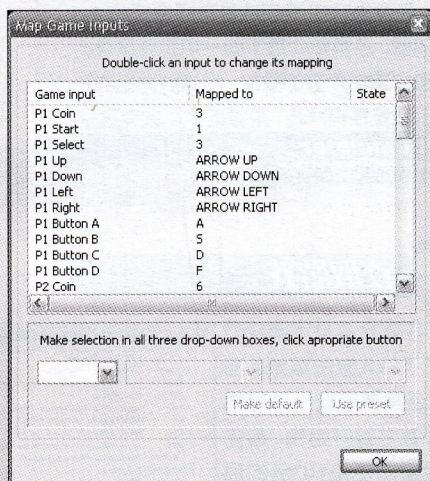 Map Game Inputs
Double-click an input to change its mapping
Game input Mapped to State
P1 Coin 3
P1 Start 1
P1 Select 3
P1 Up ARROW UP
P1 Down ARROW DOWN
P1 Left ARROW LEFT
P1 Right ARROW RIGHT
P1 Button A A
P1 Button B S
P1 Button C D
P1 Button D F
P2 Coin 6
Make selection in all three drop-down boxes, click apropriate button
Make default Use preset
OK